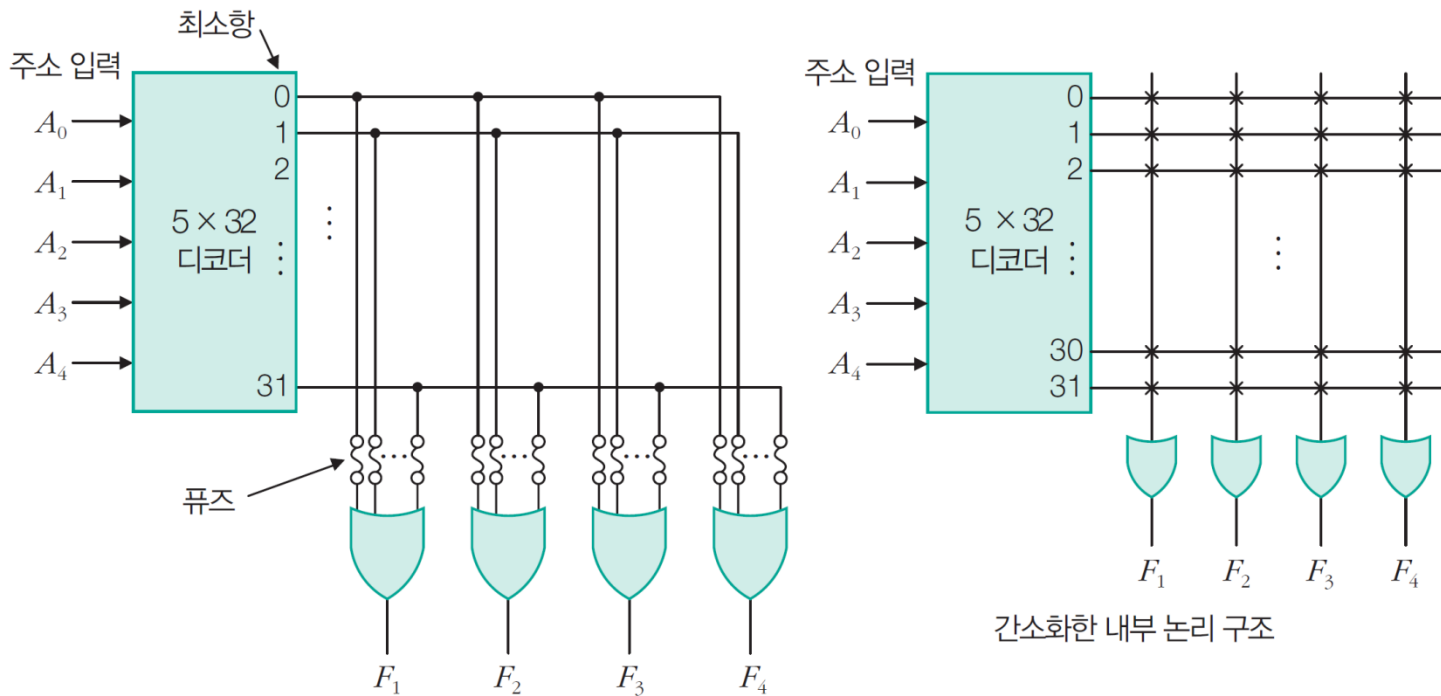 최소항
주소 입력
A₀
A₁
A₂
A₃
A₄
5 × 32
디코더
⋮
0
1
2
31
⋮
퓨즈
…
…
…
…
F₁
F₂
F₃
F₄
주소 입력
A₀
A₁
A₂
A₃
A₄
5 × 32
디코더
⋮
0
1
2
30
31
⋮
F₁
F₂
F₃
F₄
간소화한 내부 논리 구조